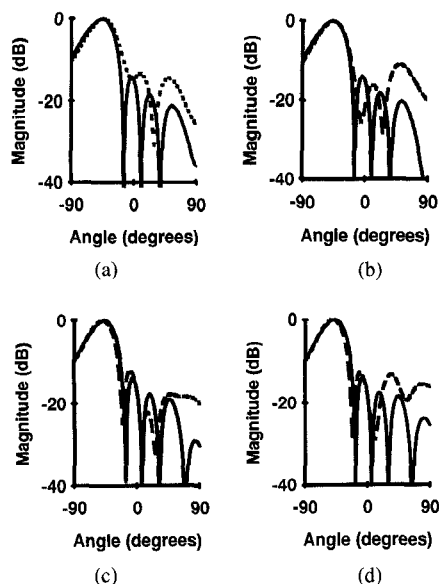 0
-20
-40
Magnitude (dB)
-90 0 90
Angle (degrees)
(a)
0
-20
-40
Magnitude (dB)
-90 0 90
Angle (degrees)
(b)
0
-20
-40
Magnitude (dB)
-90 0 90
Angle (degrees)
(c)
0
-20
-40
Magnitude (dB)
-90 0 90
Angle (degrees)
(d)